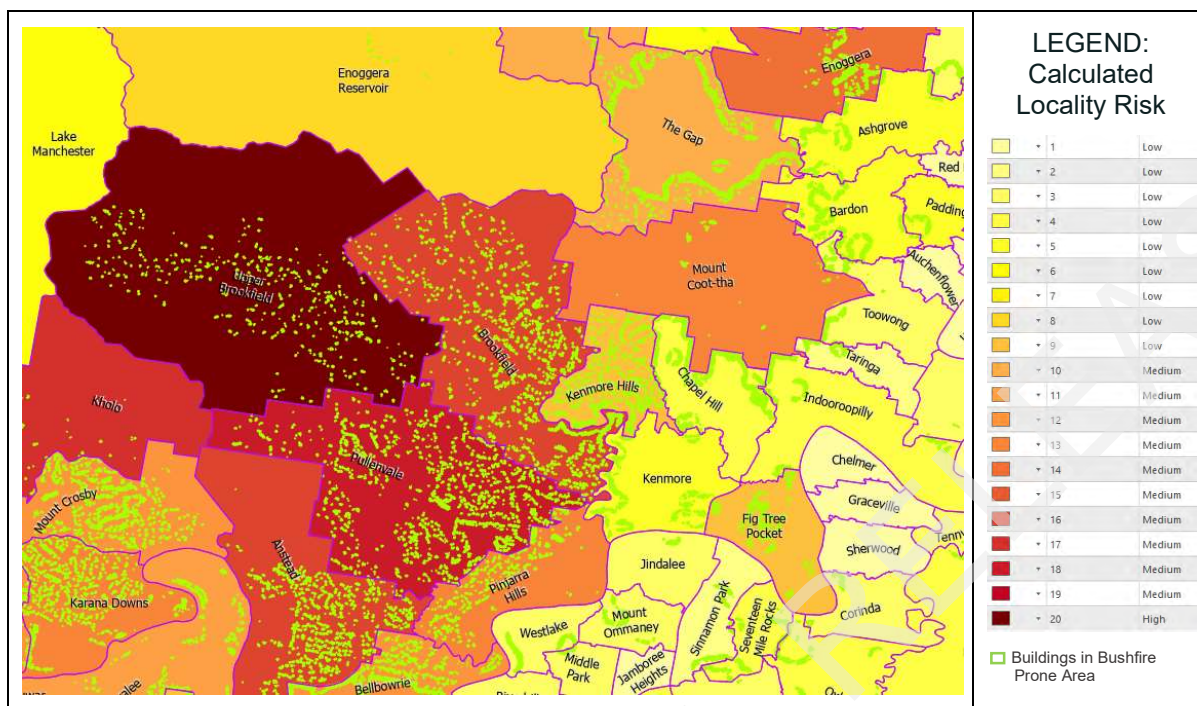 Enoggera
Reservoir
Enoggera
Lake
Manchester
The Gap
Ashgrove
Red
Bardon
Padding
Upper
Brookfield
Mount
Coot-tha
Auchenflower
Toowong
Brookfield
Taringa
Kholo
Kenmore Hills
Chapel Hill
Indooroopilly
Pullenvale
Chelmer
Kenmore
Mount Crosby
Graceville
Fig Tree
Pocket
Sherwood
Tenny
Anstead
Jindalee
Karana Downs
Pinjarra
Hills
Corinda
Westlake
Mount
Ommaney
Sinnamon Park
Seventeen
Mile Rocks
Middle
Park
Jamboree
Heights
Bellbowrie
LEGEND:
Calculated
Locality Risk
1 Low
2 Low
3 Low
4 Low
5 Low
6 Low
7 Low
8 Low
9 Low
10 Medium
11 Medium
12 Medium
13 Medium
14 Medium
15 Medium
16 Medium
17 Medium
18 Medium
19 Medium
20 High
Buildings in Bushfire
Prone Area